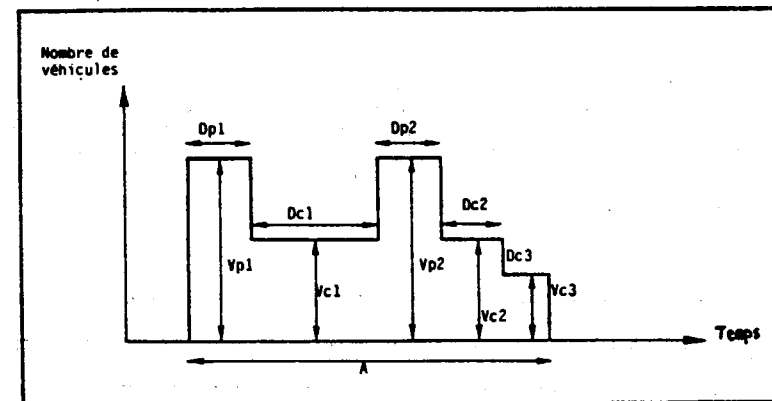 Nombre de
véhicules
Dp1
Dp2
Dc1
Dc2
Dc3
Vp1
Vc1
Vp2
Vc2
Vc3
Temps
A